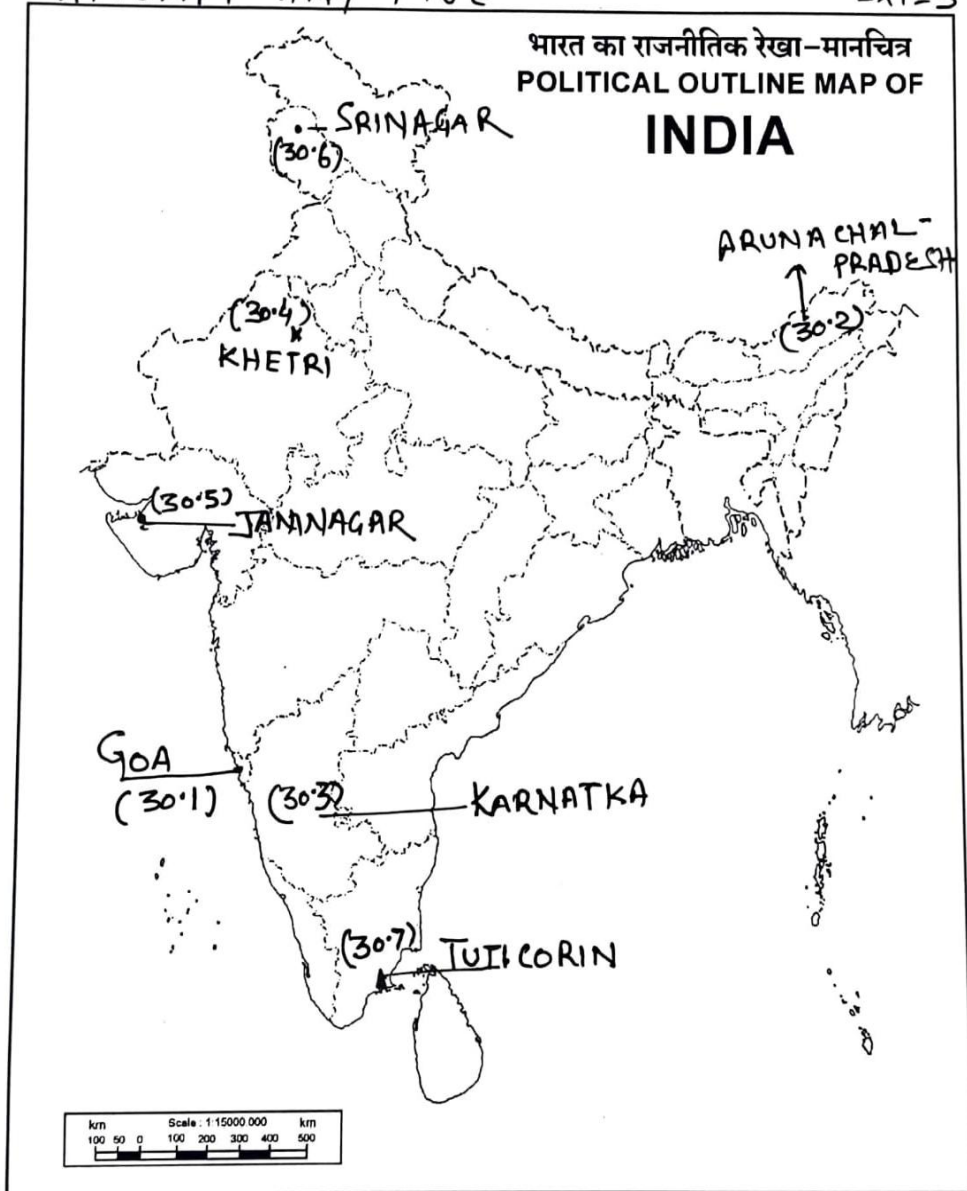 भारत का राजनीतिक रेखा-मानचित्र
POLITICAL OUTLINE MAP OF
INDIA
SRINAGAR
(30.6)
ARUNACHAL-
PRADESH
(30.2)
(30.4)
KHETRI
(30.5)
JAMNAGAR
GOA
(30.1)
(30.3)
KARNATKA
(30.7)
TUTICORIN
km Scale : 1:15000 000 km
100 50 0 100 200 300 400 500